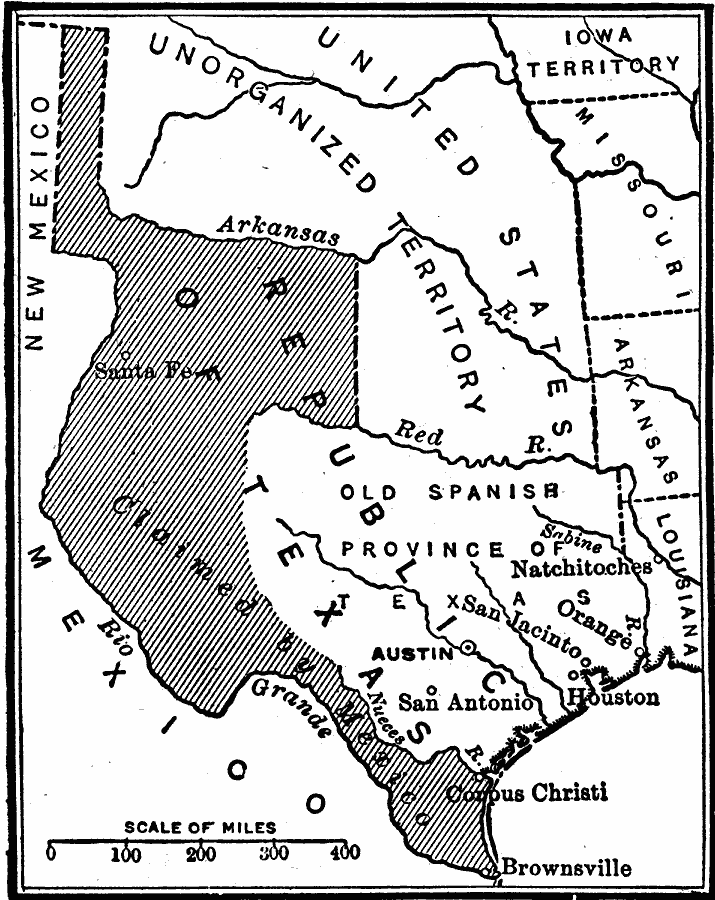 IOWA
TERRITORY
UNITED STATES
UNORGANIZED TERRITORY
MISSOURI
NEW MEXICO
Arkansas R.
ARKANSAS
REPUBLIC OF TEXAS
Santa Fe
Red R.
OLD SPANISH
PROVINCE OF
TEXAS
Claimed by Mexico
Sabine R.
Natchitoches
LOUISIANA
San Jacinto
Orange
AUSTIN
San Antonio
Houston
MEXICO
Rio Grande
Nueces R.
Corpus Christi
SCALE OF MILES
0 100 200 300 400
Brownsville